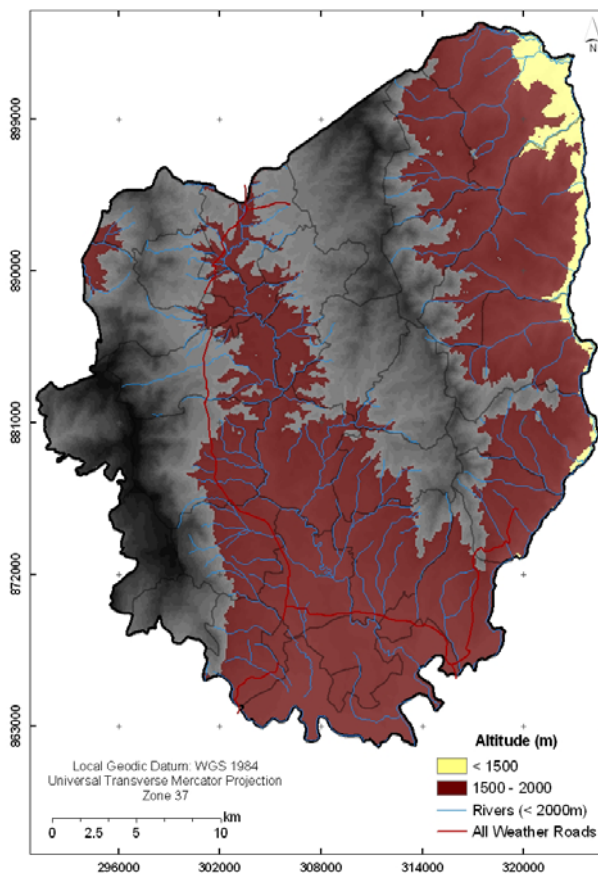 N
899000
890000
881000
872000
863000
Altitude (m)
< 1500
1500 - 2000
Rivers (< 2000m)
All Weather Roads
Local Geodic Datum: WGS 1984
Universal Transverse Mercator Projection
Zone 37
km
0 2.5 5 10
296000 302000 308000 314000 320000